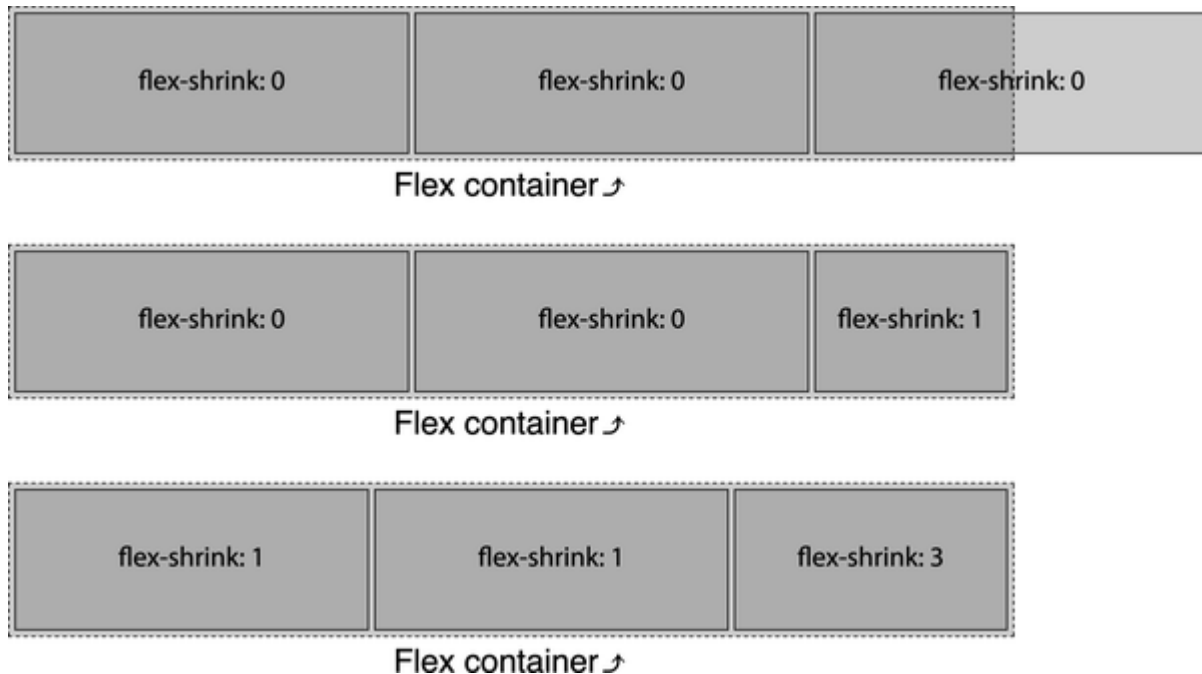 flex-shrink: 0 flex-shrink: 0 flex-shrink: 0
Flex container ⤴
flex-shrink: 0 flex-shrink: 0 flex-shrink: 1
Flex container ⤴
flex-shrink: 1 flex-shrink: 1 flex-shrink: 3
Flex container ⤴